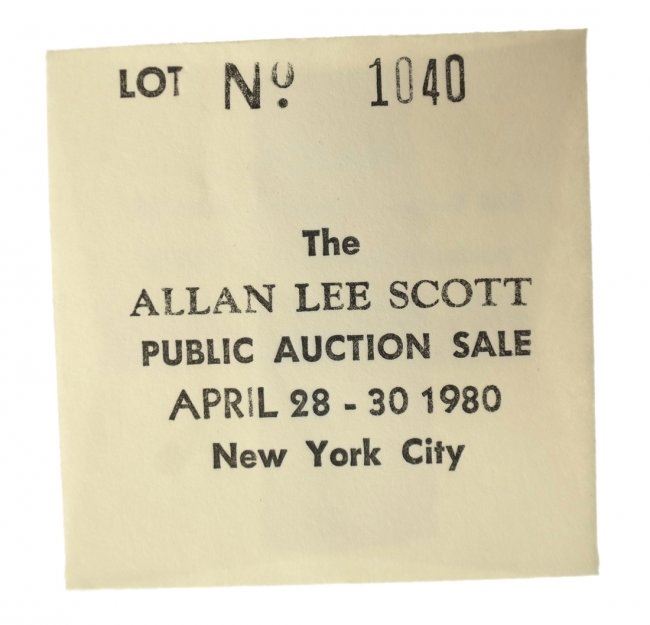 LOT Nº. 1040
The
ALLAN LEE SCOTT
PUBLIC AUCTION SALE
APRIL 28 - 30 1980
New York City